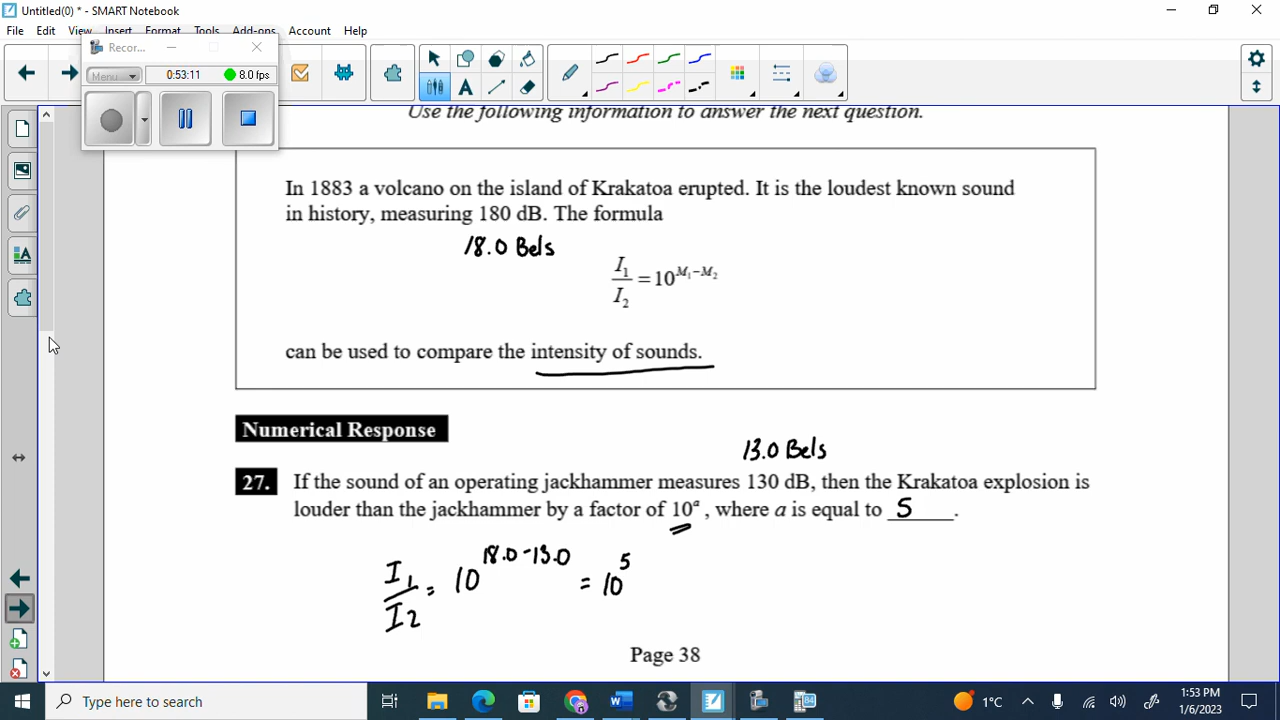 Untitled(0) * - SMART Notebook
File Edit View Insert Format Tools Add-ons Account Help
Recor...
Menu 0:53:11 8.0 fps
Use the following information to answer the next question.
In 1883 a volcano on the island of Krakatoa erupted. It is the loudest known sound
in history, measuring 180 dB. The formula
18.0 Bels
I₁/I₂ = 10^(M₁−M₂)
can be used to compare the intensity of sounds.
Numerical Response
13.0 Bels
27. If the sound of an operating jackhammer measures 130 dB, then the Krakatoa explosion is
louder than the jackhammer by a factor of 10^a, where a is equal to __5__.
I₁/I₂ = 10^(18.0-13.0) = 10^5
Page 38
Type here to search
1°C
1:53 PM
1/6/2023